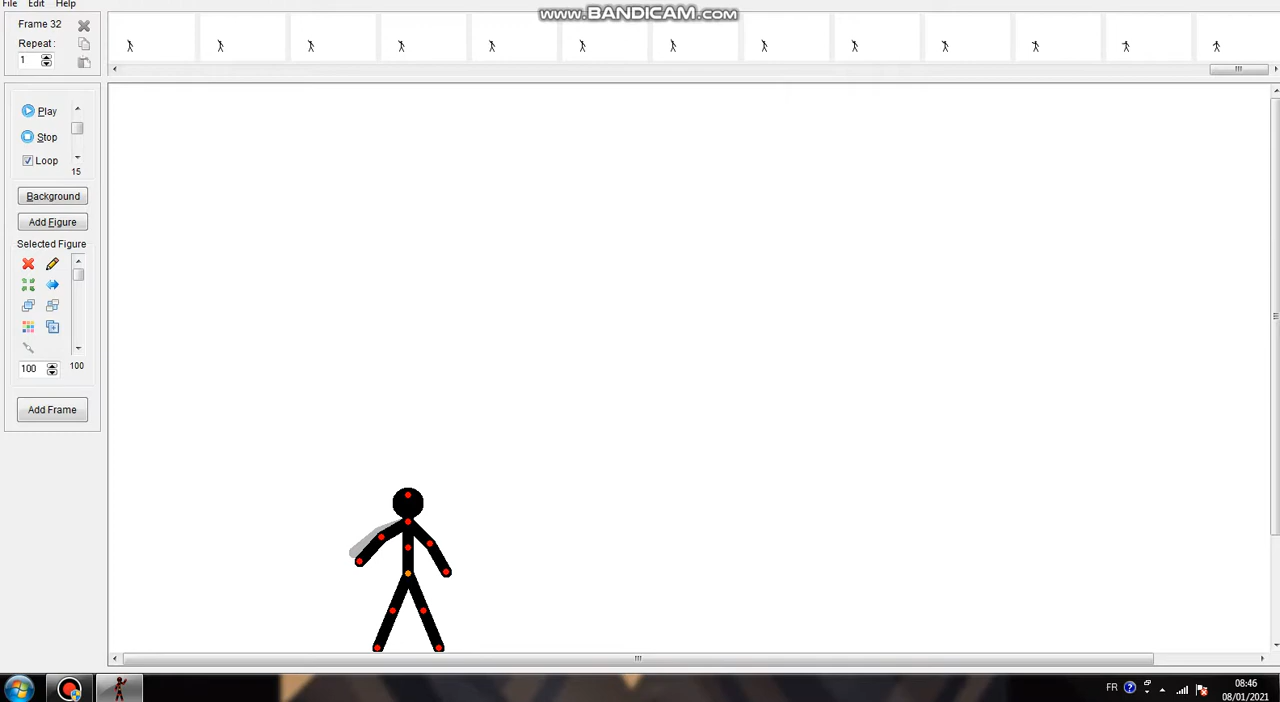 File Edit Help
www.BANDICAM.com
Frame 32
Repeat :
1
Play
Stop
Loop
15
Background
Add Figure
Selected Figure
100
100
Add Frame
FR
08:46
08/01/2021